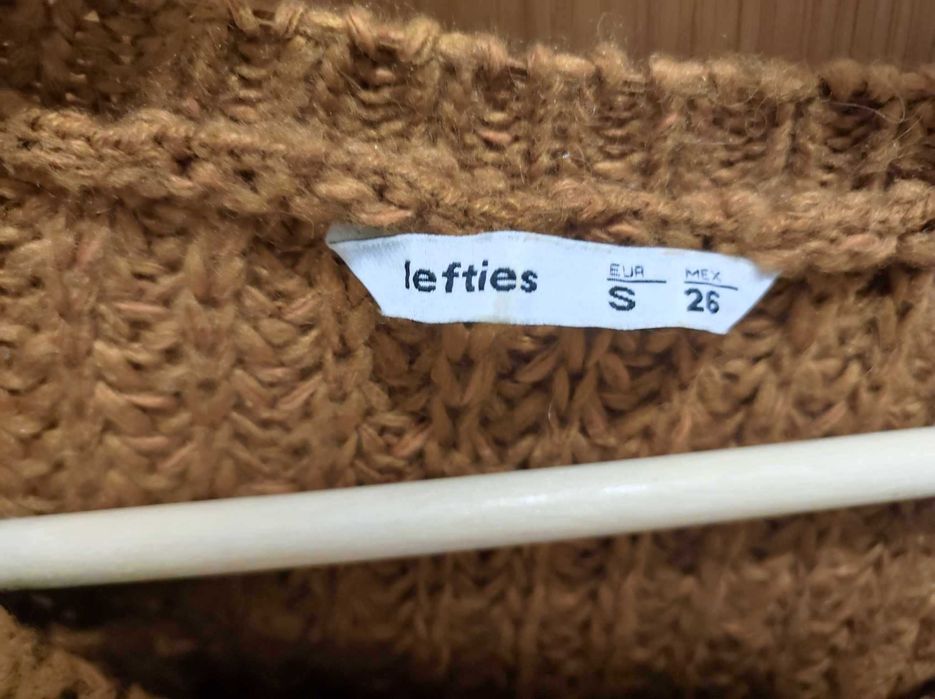 lefties
EUR MEX
S 26